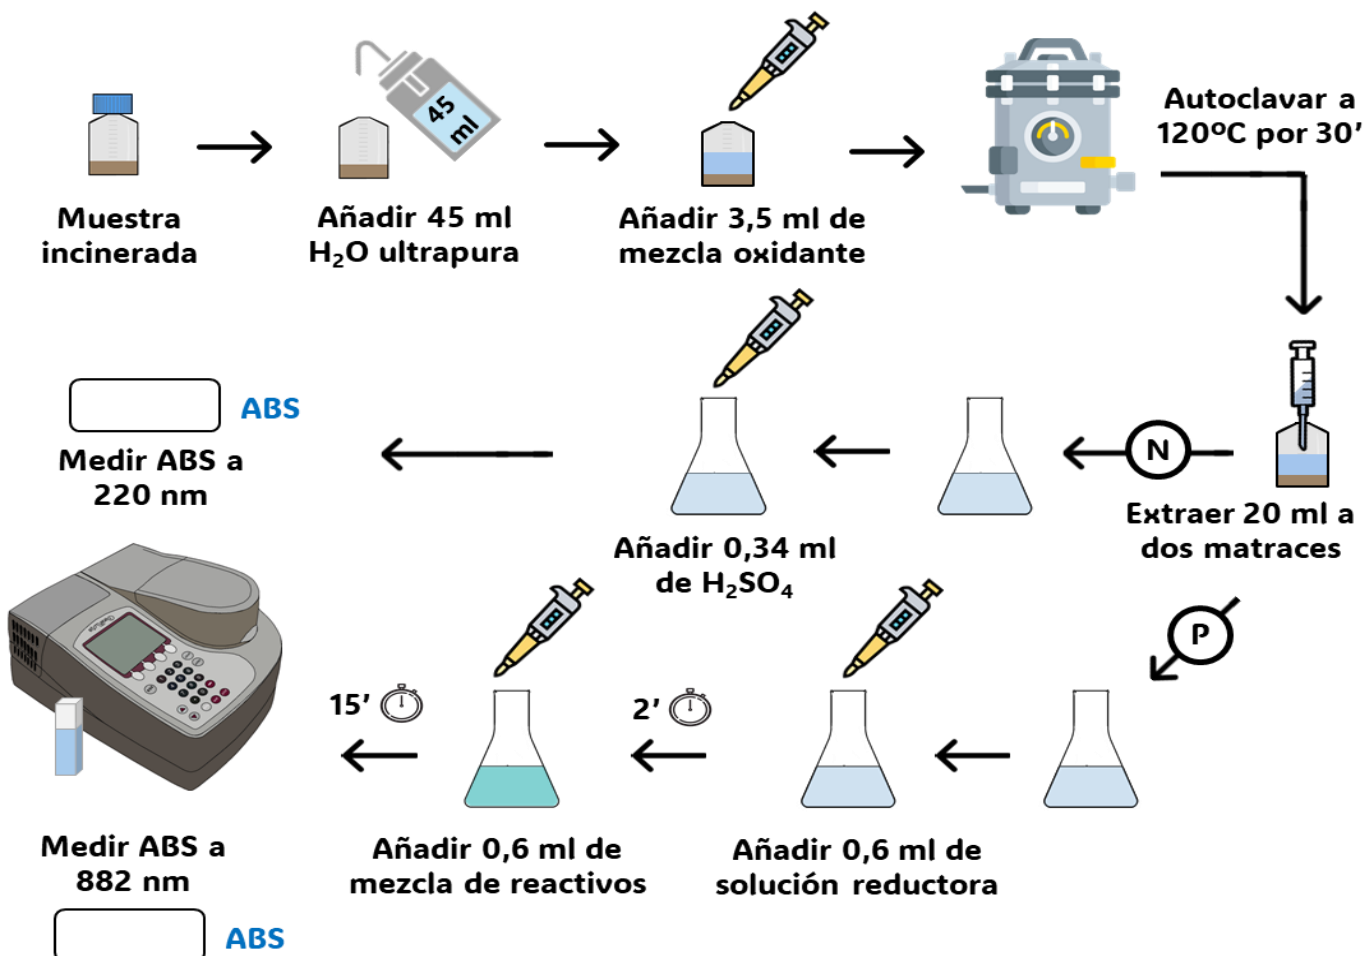 45
ml
Autoclavar a
120ºC por 30’
Muestra
incinerada
Añadir 45 ml
H₂O ultrapura
Añadir 3,5 ml de
mezcla oxidante
ABS
Medir ABS a
220 nm
N
Añadir 0,34 ml
de H₂SO₄
Extraer 20 ml a
dos matraces
P
15’
2’
Medir ABS a
882 nm
Añadir 0,6 ml de
mezcla de reactivos
Añadir 0,6 ml de
solución reductora
ABS